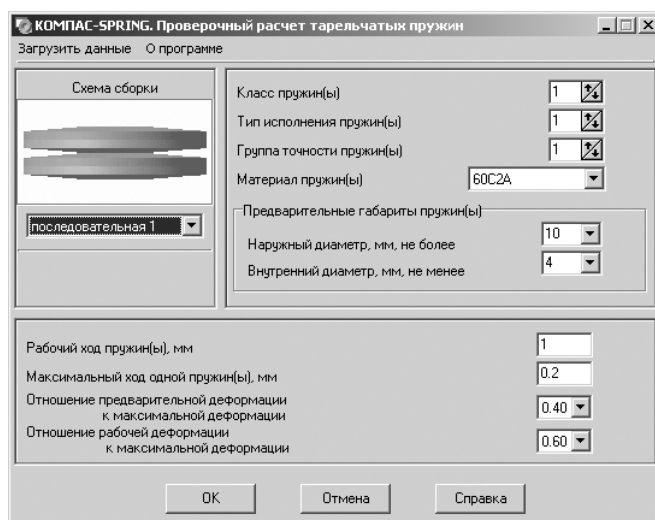 КОМПАС-SPRING. Проверочный расчет тарельчатых пружин
Загрузить данные О программе
Схема сборки
последовательная 1
Класс пружин(ы) 1
Тип исполнения пружин(ы) 1
Группа точности пружин(ы) 1
Материал пружин(ы) 60С2А
Предварительные габариты пружин(ы)
Наружный диаметр, мм, не более 10
Внутренний диаметр, мм, не менее 4
Рабочий ход пружин(ы), мм 1
Максимальный ход одной пружин(ы), мм 0.2
Отношение предварительной деформации
к максимальной деформации 0.40
Отношение рабочей деформации
к максимальной деформации 0.60
OK Отмена Справка